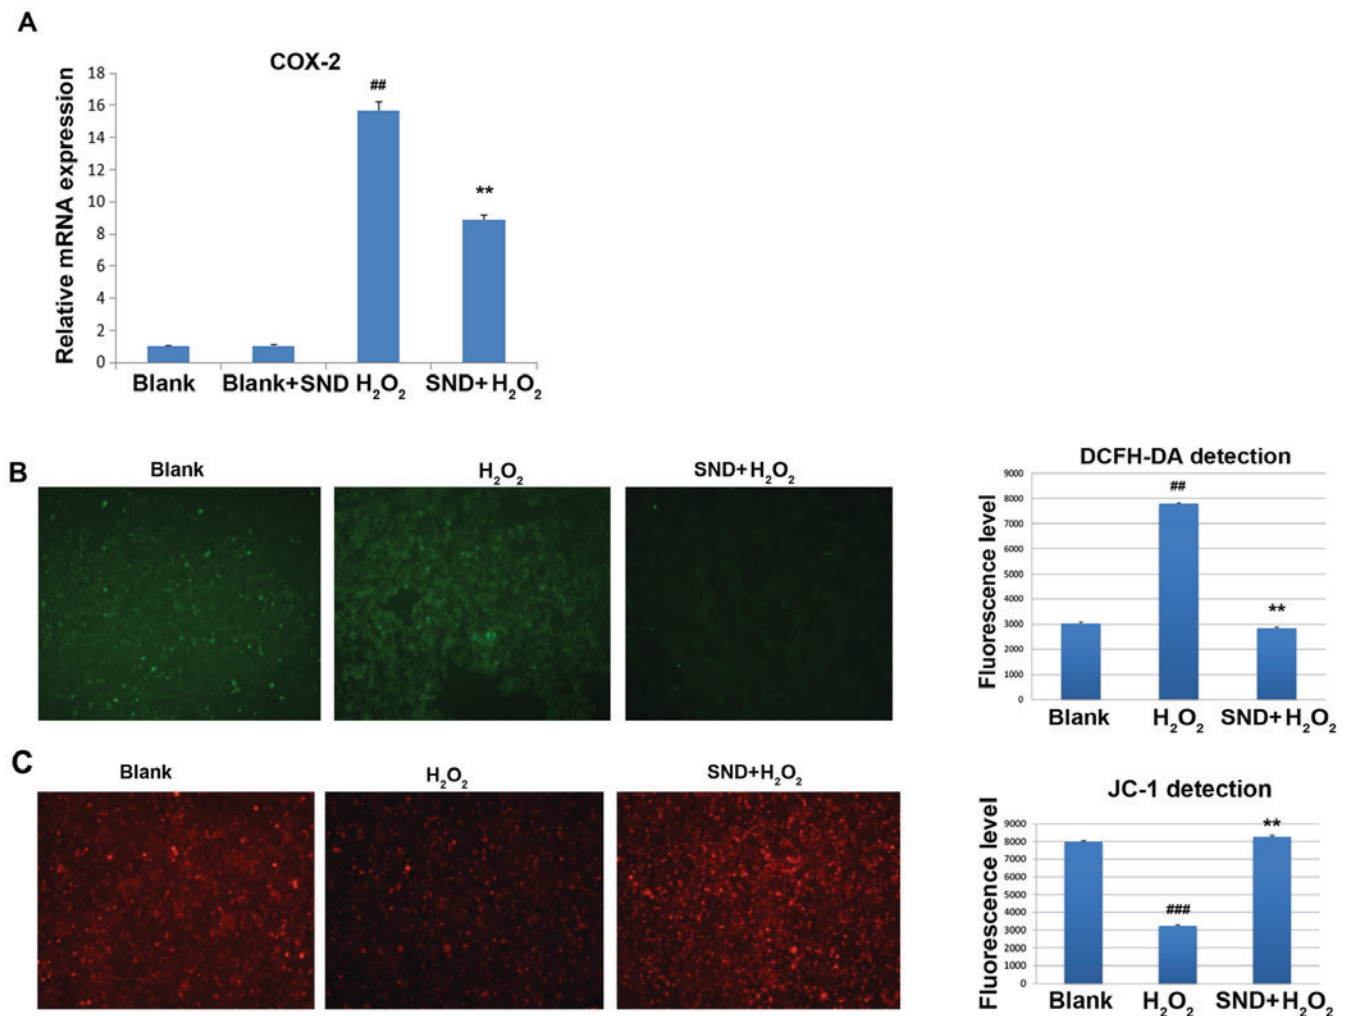 A
COX-2
Relative mRNA expression
18
16
14
12
10
8
6
4
2
0
##
**
Blank
Blank+SND
H₂O₂
SND+H₂O₂
B
Blank
H₂O₂
SND+H₂O₂
DCFH-DA detection
Fluorescence level
9000
8000
7000
6000
5000
4000
3000
2000
1000
0
##
**
Blank
H₂O₂
SND+H₂O₂
C
Blank
H₂O₂
SND+H₂O₂
JC-1 detection
Fluorescence level
9000
8000
7000
6000
5000
4000
3000
2000
1000
0
###
**
Blank
H₂O₂
SND+H₂O₂